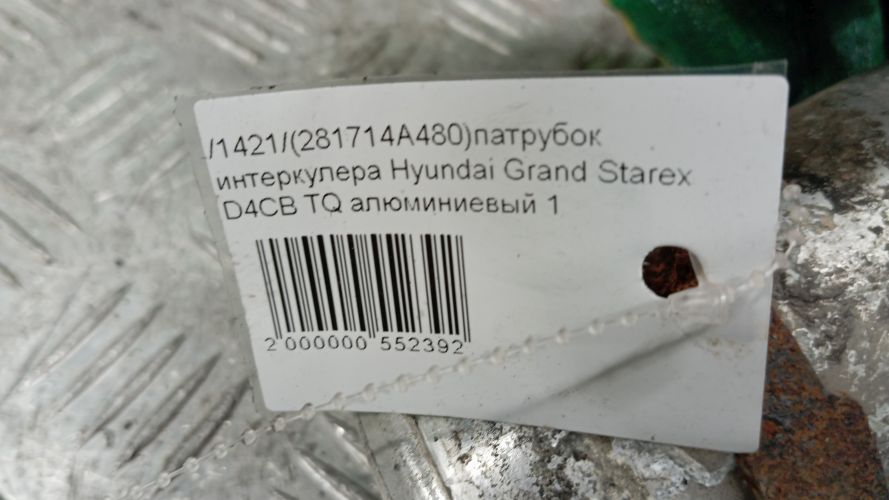 /1421/(281714A480)патрубок
интеркулера Hyundai Grand Starex
D4CB TQ алюминиевый 1
2 000000 552392